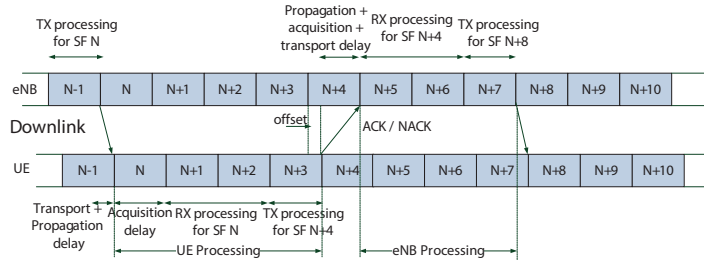 Propagation +
acquisition +
transport delay
RX processing
for SF N+4
TX processing
for SF N+8
TX processing
for SF N
eNB
N-1
N
N+1
N+2
N+3
N+4
N+5
N+6
N+7
N+8
N+9
N+10
offset
ACK / NACK
Downlink
UE
N-1
N
N+1
N+2
N+3
N+4
N+5
N+6
N+7
N+8
N+9
N+10
Transport +
Propagation
delay
Acquisition
delay
RX processing
for SF N
TX processing
for SF N+4
UE Processing
eNB Processing